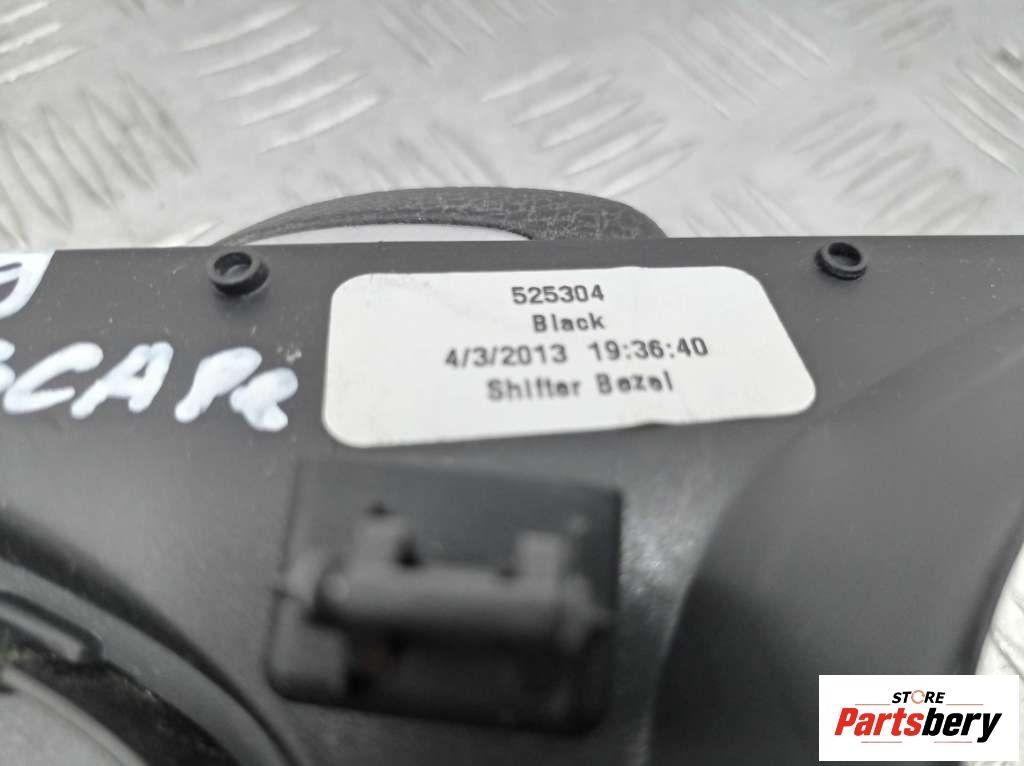 525304
Black
4/3/2013 19:36:40
Shifter Bezel
STORE
Partsbery